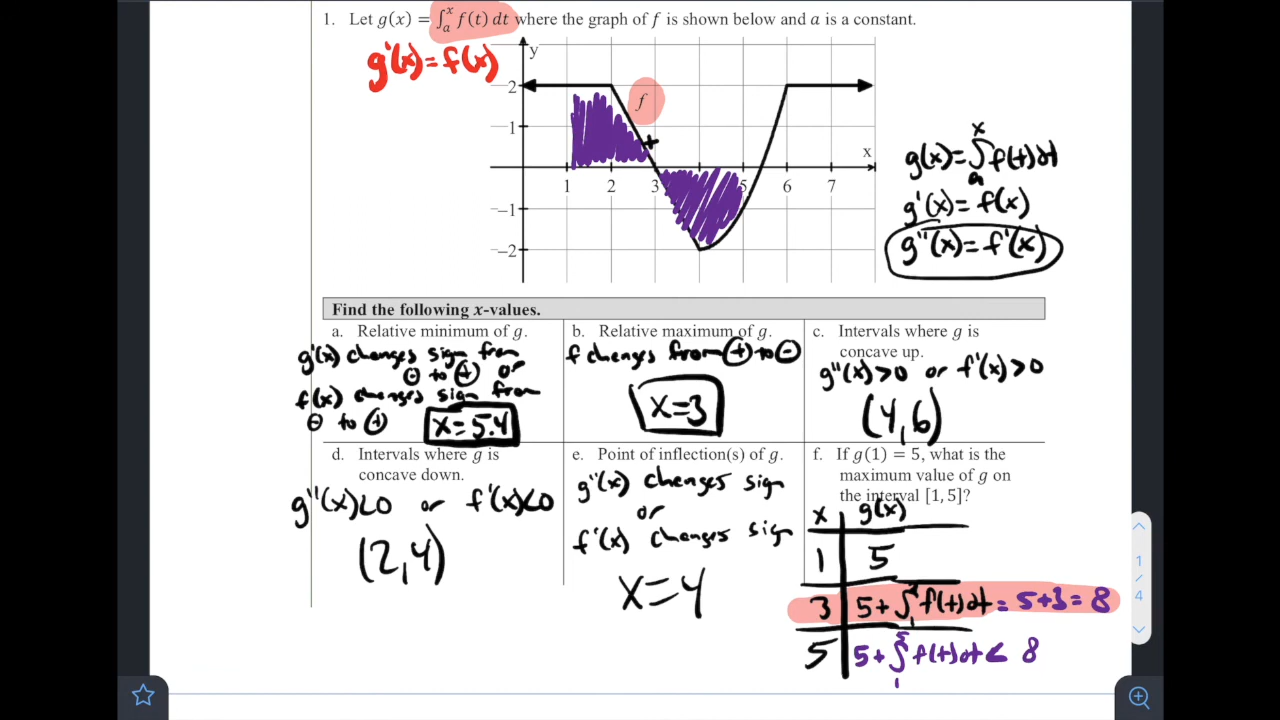 1. Let g(x) = ∫ₐˣ f(t) dt where the graph of f is shown below and a is a constant.
g'(x) = f(x)
y
f
x
2
1
-1
-2
1 2 3 5 6 7
+
g(x) = ∫ₐˣ f(t)dt
g'(x) = f(x)
g''(x) = f'(x)
Find the following x-values.
a. Relative minimum of g.
g'(x) changes sign from
⊖ to ⊕ or
f(x) changes sign from
⊖ to ⊕
x = 5.4
b. Relative maximum of g.
f changes from ⊕ to ⊖
x = 3
c. Intervals where g is
concave up.
g''(x) > 0 or f'(x) > 0
(4, 6)
d. Intervals where g is
concave down.
g''(x) < 0 or f'(x) < 0
(2, 4)
e. Point of inflection(s) of g.
g''(x) changes sign
or
f'(x) changes sign
x = 4
f. If g(1) = 5, what is the
maximum value of g on
the interval [1, 5]?
x g(x)
1 5
3 5 + ∫₁³ f(t)dt = 5 + 3 = 8
5 5 + ∫₁⁵ f(t)dt < 8
1
/
4